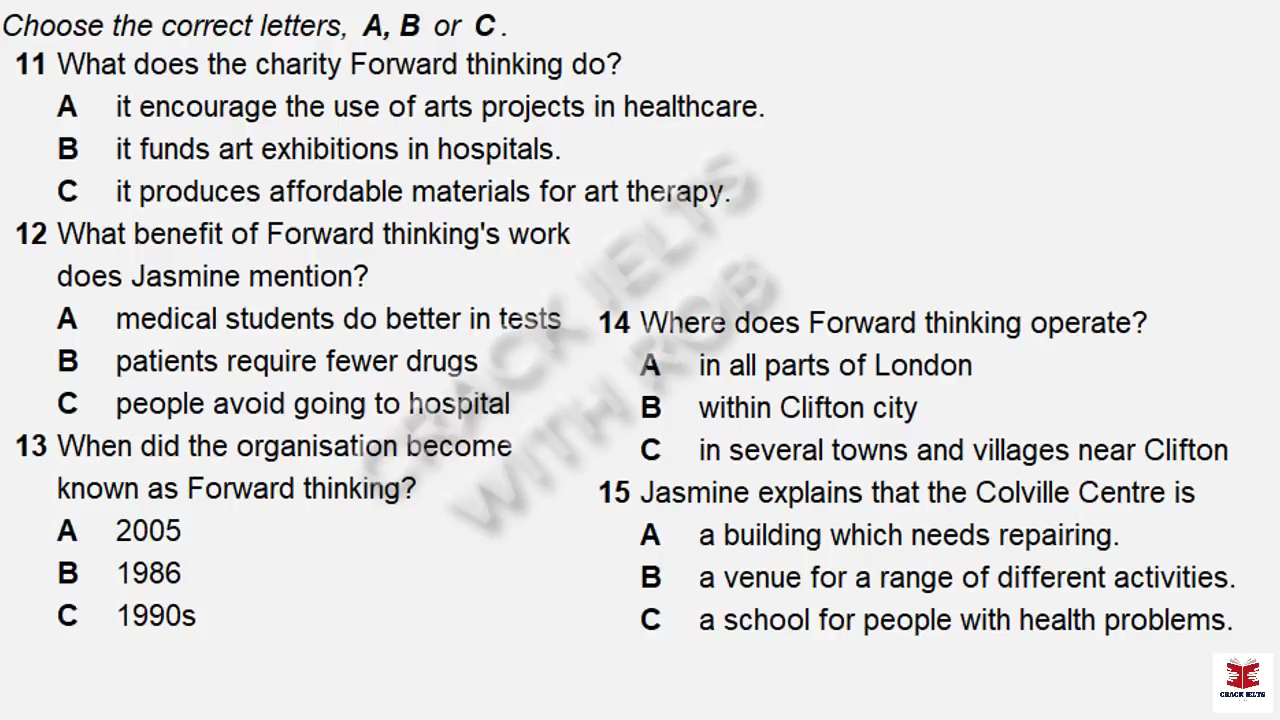 Choose the correct letters, A, B or C.
11 What does the charity Forward thinking do?
A it encourage the use of arts projects in healthcare.
B it funds art exhibitions in hospitals.
C it produces affordable materials for art therapy.
12 What benefit of Forward thinking's work
does Jasmine mention?
A medical students do better in tests
B patients require fewer drugs
C people avoid going to hospital
13 When did the organisation become
known as Forward thinking?
A 2005
B 1986
C 1990s
14 Where does Forward thinking operate?
A in all parts of London
B within Clifton city
C in several towns and villages near Clifton
15 Jasmine explains that the Colville Centre is
A a building which needs repairing.
B a venue for a range of different activities.
C a school for people with health problems.
CRACK IELTS
WITH ROB
CRACK IELTS